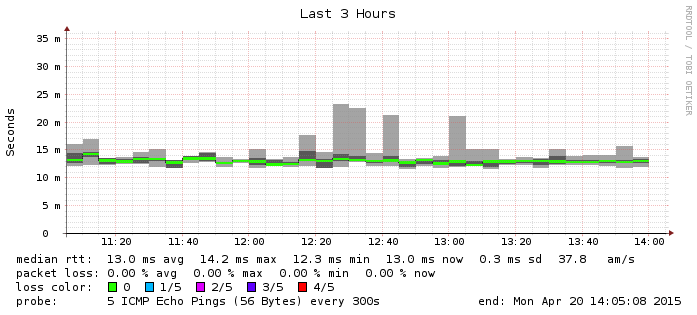 Last 3 Hours
RRDTOOL / TOBI OETIKER
Seconds
35 m
30 m
25 m
20 m
15 m
10 m
5 m
0
11:20 11:40 12:00 12:20 12:40 13:00 13:20 13:40 14:00
median rtt: 13.0 ms avg 14.2 ms max 12.3 ms min 13.0 ms now 0.3 ms sd 37.8 am/s
packet loss: 0.00 % avg 0.00 % max 0.00 % min 0.00 % now
loss color: 0 1/5 2/5 3/5 4/5
probe: 5 ICMP Echo Pings (56 Bytes) every 300s end: Mon Apr 20 14:05:08 2015